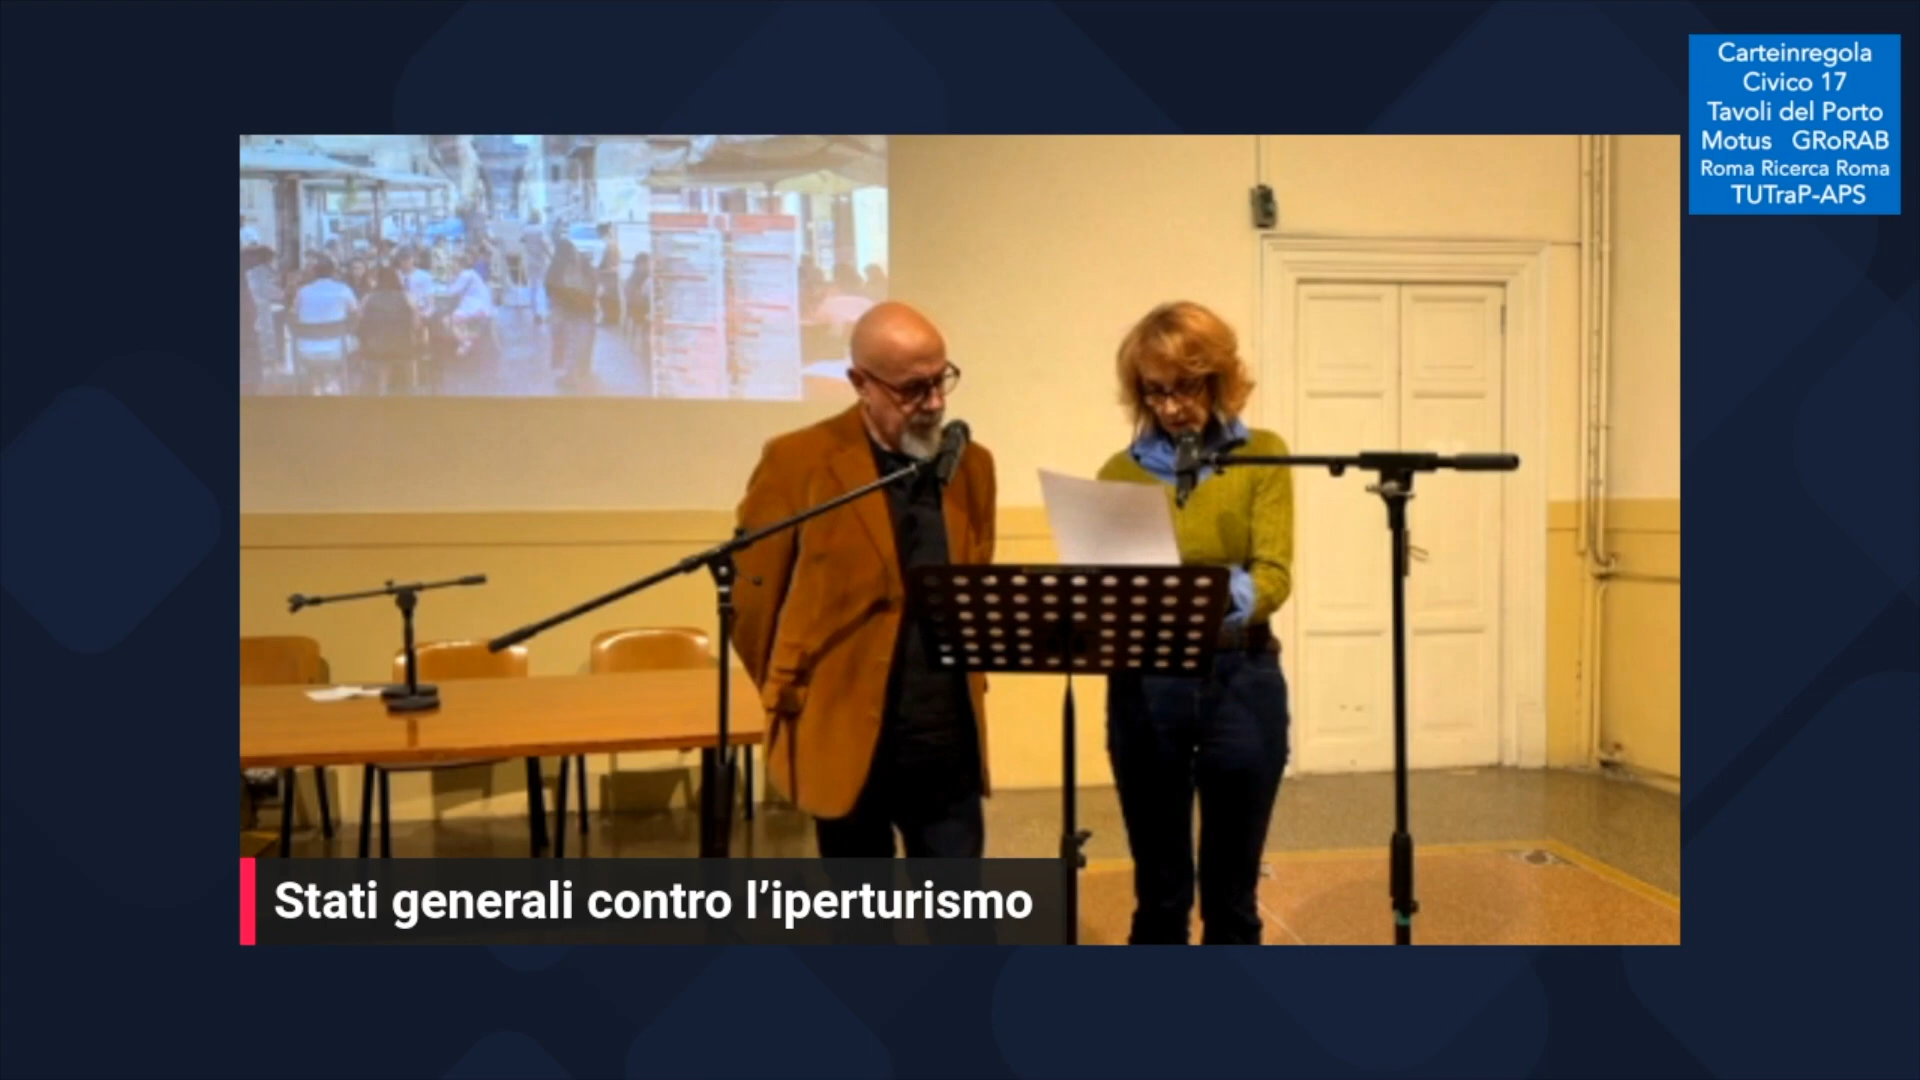 Carteinregola
Civico 17
Tavoli del Porto
Motus GRoRAB
Roma Ricerca Roma
TUTraP-APS
Stati generali contro l’iperturismo